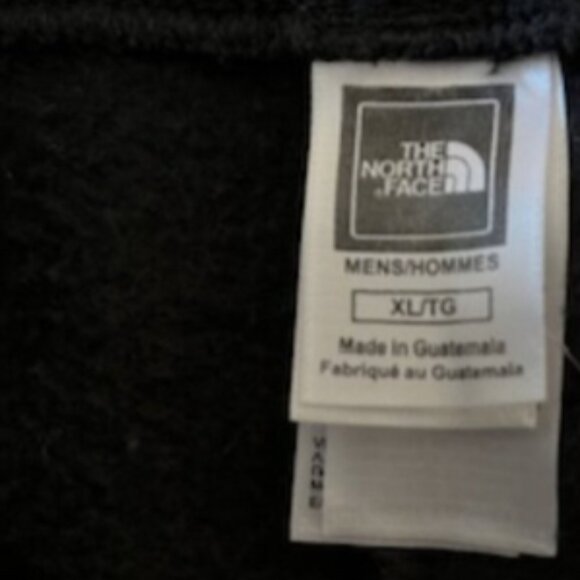 THE
NORTH
FACE
MENS/HOMMES
XL/TG
Made in Guatemala
Fabriqué au Guatemala